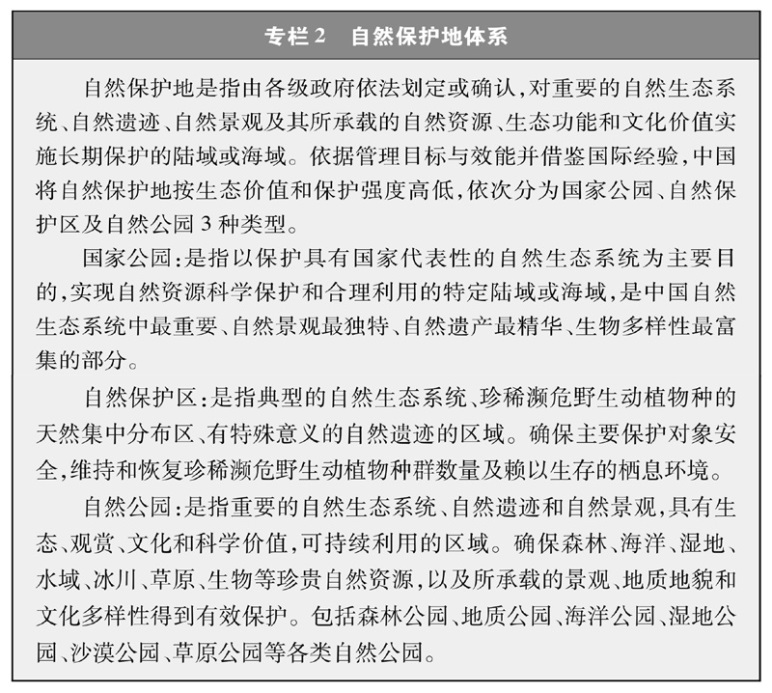 专栏2 自然保护地体系
自然保护地是指由各级政府依法划定或确认,对重要的自然生态系
统、自然遗迹、自然景观及其所承载的自然资源、生态功能和文化价值实
施长期保护的陆域或海域。依据管理目标与效能并借鉴国际经验,中国
将自然保护地按生态价值和保护强度高低,依次分为国家公园、自然保
护区及自然公园3种类型。
国家公园:是指以保护具有国家代表性的自然生态系统为主要目
的,实现自然资源科学保护和合理利用的特定陆域或海域,是中国自然
生态系统中最重要、自然景观最独特、自然遗产最精华、生物多样性最富
集的部分。
自然保护区:是指典型的自然生态系统、珍稀濒危野生动植物种的
天然集中分布区、有特殊意义的自然遗迹的区域。确保主要保护对象安
全,维持和恢复珍稀濒危野生动植物种群数量及赖以生存的栖息环境。
自然公园:是指重要的自然生态系统、自然遗迹和自然景观,具有生
态、观赏、文化和科学价值,可持续利用的区域。确保森林、海洋、湿地、
水域、冰川、草原、生物等珍贵自然资源,以及所承载的景观、地质地貌和
文化多样性得到有效保护。包括森林公园、地质公园、海洋公园、湿地公
园、沙漠公园、草原公园等各类自然公园。